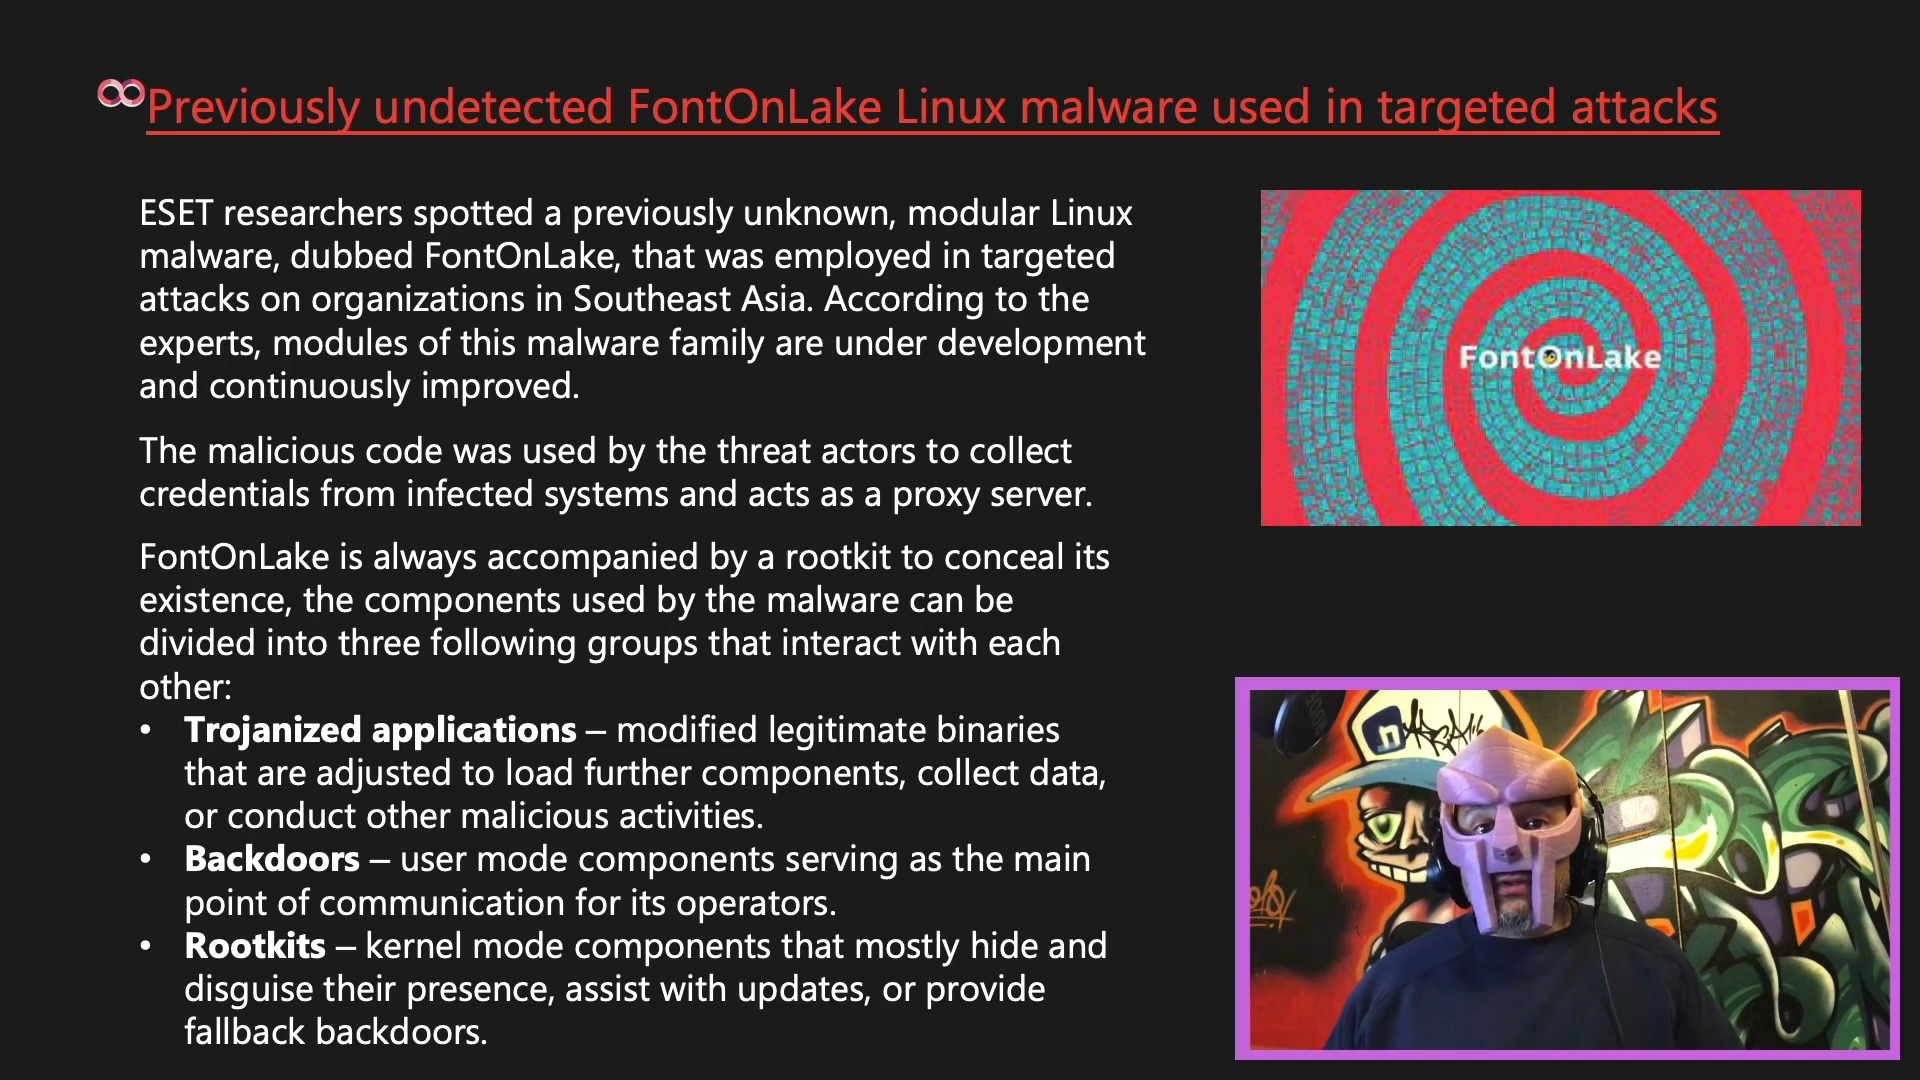 Previously undetected FontOnLake Linux malware used in targeted attacks
ESET researchers spotted a previously unknown, modular Linux
malware, dubbed FontOnLake, that was employed in targeted
attacks on organizations in Southeast Asia. According to the
experts, modules of this malware family are under development
and continuously improved.
The malicious code was used by the threat actors to collect
credentials from infected systems and acts as a proxy server.
FontOnLake is always accompanied by a rootkit to conceal its
existence, the components used by the malware can be
divided into three following groups that interact with each
other:
• Trojanized applications – modified legitimate binaries
that are adjusted to load further components, collect data,
or conduct other malicious activities.
• Backdoors – user mode components serving as the main
point of communication for its operators.
• Rootkits – kernel mode components that mostly hide and
disguise their presence, assist with updates, or provide
fallback backdoors.
FontOnLake